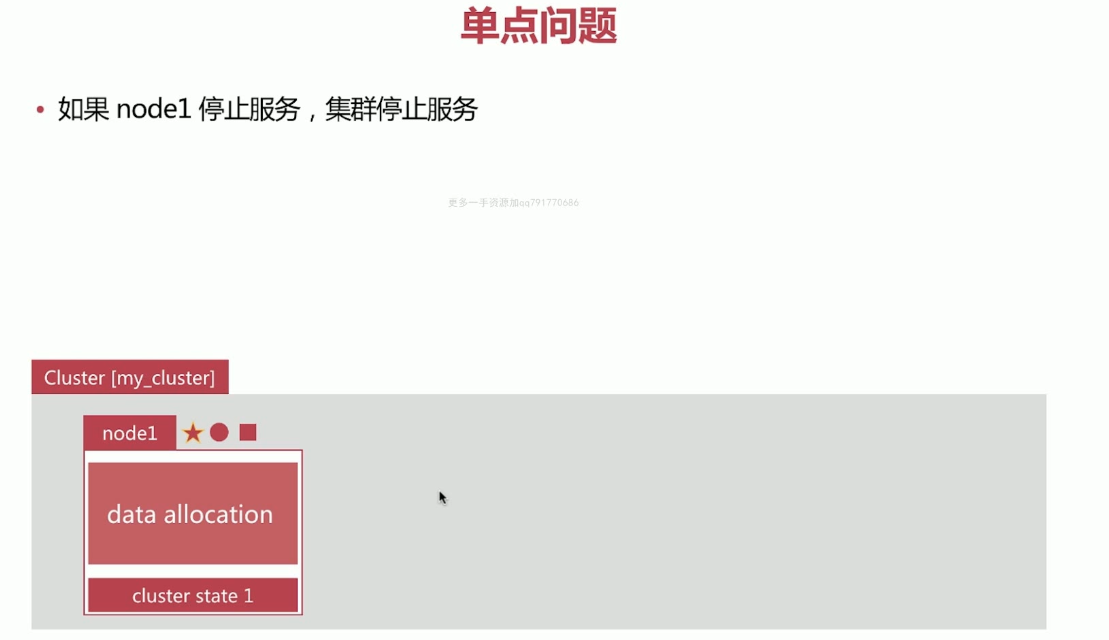 单点问题
• 如果 node1 停止服务，集群停止服务
更多一手资源加qq791770686
Cluster [my_cluster]
node1
data allocation
cluster state 1